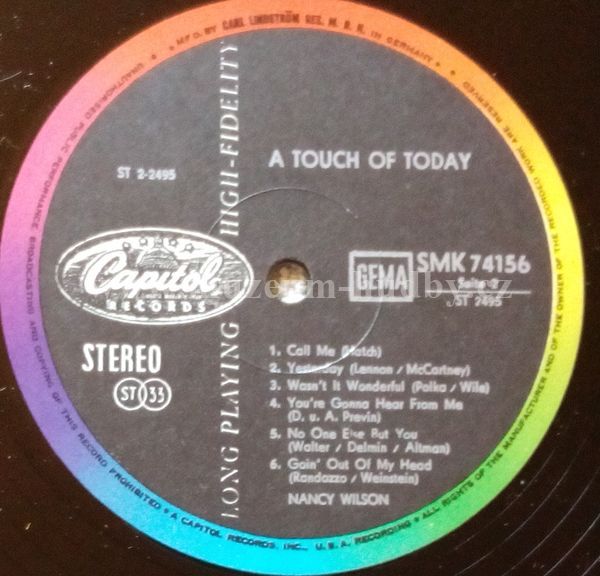 MFD. BY CARL LINDSTRÖM GES. M. B. H. IN GERMANY
UNAUTHORISED PUBLIC PERFORMANCE, BROADCASTING AND COPYING OF THIS RECORD PROHIBITED • A CAPITOL RECORDS, INC., U.S.A. RECORDING • ALL RIGHTS OF THE MANUFACTURER AND OF THE OWNER OF THE RECORDED WORK ARE RESERVED
LONG PLAYING HIGH-FIDELITY
A TOUCH OF TODAY
ST 2-2495
Capitol
RECORDS
STEREO
ST 33
GEMA
SMK 74156
Seite 2
ST 2495
1. Call Me (Hatch)
2. Yesterday (Lennon / McCartney)
3. Wasn't It Wonderful (Polka / Wile)
4. You're Gonna Hear From Me
(D. u. A. Previn)
5. No One Else But You
(Walter / Delmin / Altman)
6. Goin' Out Of My Head
(Randazzo / Weinstein)
NANCY WILSON